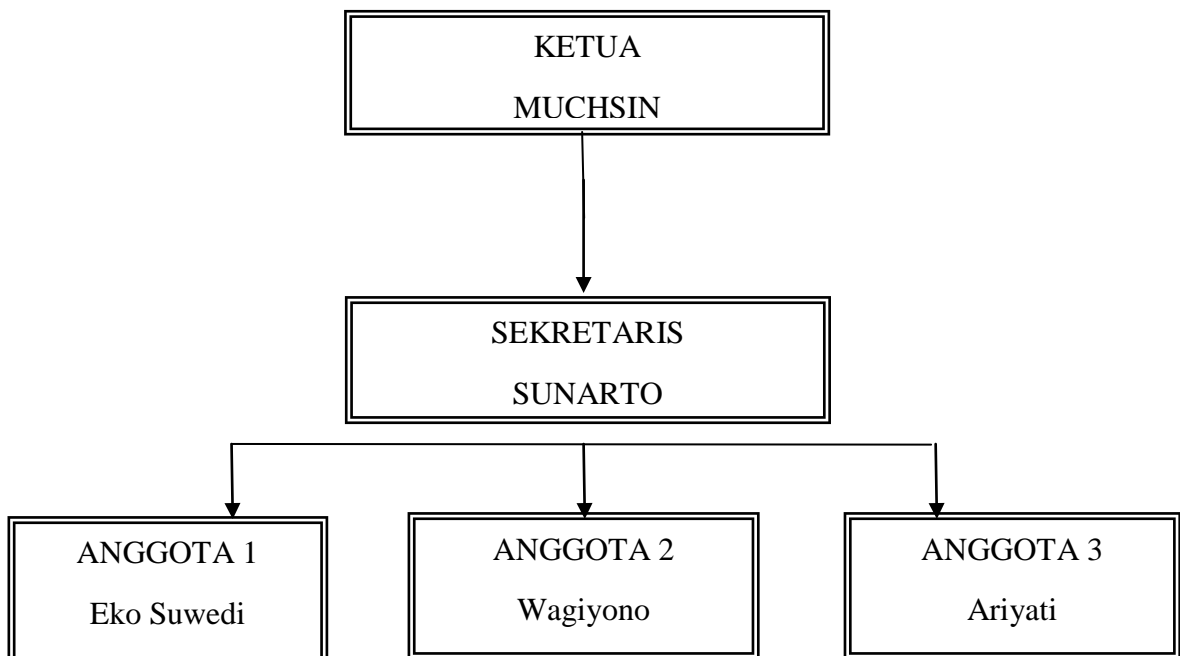 KETUA
MUCHSIN
SEKRETARIS
SUNARTO
ANGGOTA 1
Eko Suwedi
ANGGOTA 2
Wagiyono
ANGGOTA 3
Ariyati